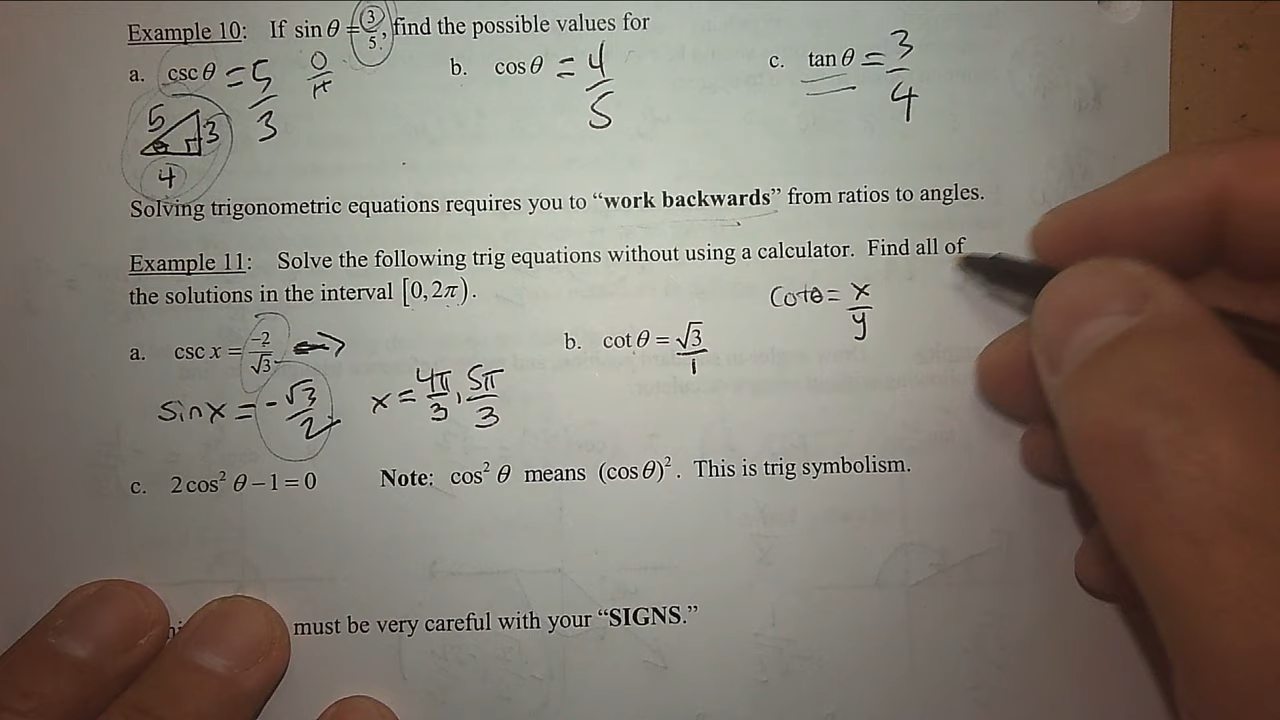 Example 10: If sin θ = 3/5, find the possible values for
a. csc θ = 5/3 O/H b. cos θ = 4/5 c. tan θ = 3/4
5 3 θ
4
Solving trigonometric equations requires you to “work backwards” from ratios to angles.
Example 11: Solve the following trig equations without using a calculator. Find all of
the solutions in the interval [0, 2π).
cot θ = x/y
a. csc x = -2/√3 b. cot θ = √3/1
sin x = -√3/2 x = 4π/3, 5π/3
c. 2cos² θ − 1 = 0 Note: cos² θ means (cos θ)². This is trig symbolism.
must be very careful with your “SIGNS.”